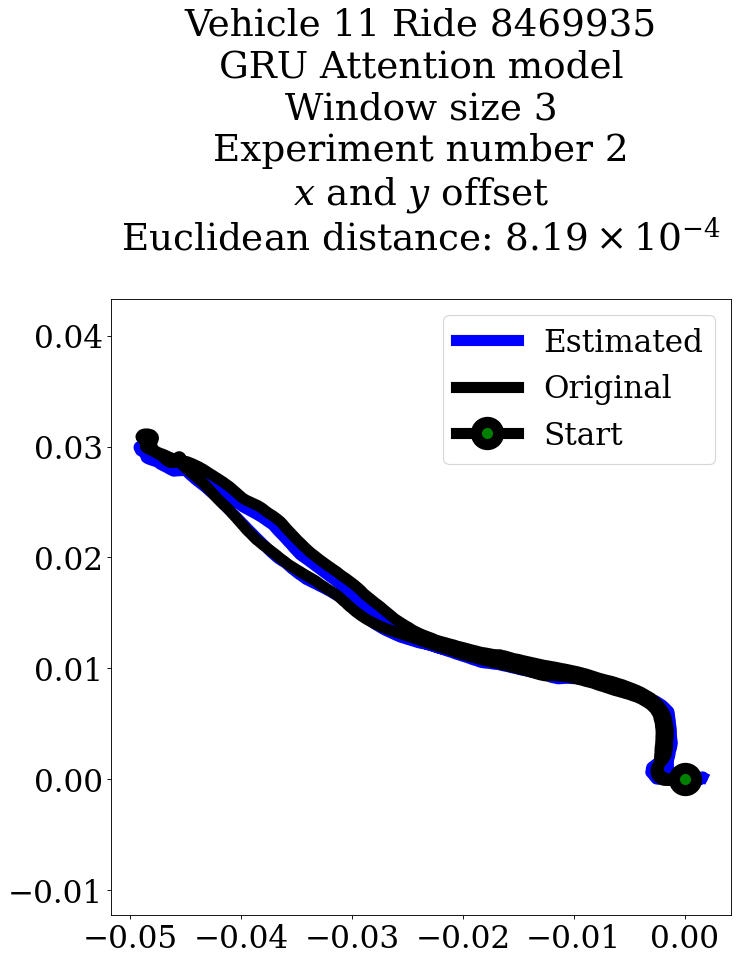 Vehicle 11 Ride 8469935
GRU Attention model
Window size 3
Experiment number 2
x and y offset
Euclidean distance: 8.19 × 10⁻⁴
Estimated
Original
Start
0.04
0.03
0.02
0.01
0.00
−0.01
−0.05 −0.04 −0.03 −0.02 −0.01 0.00